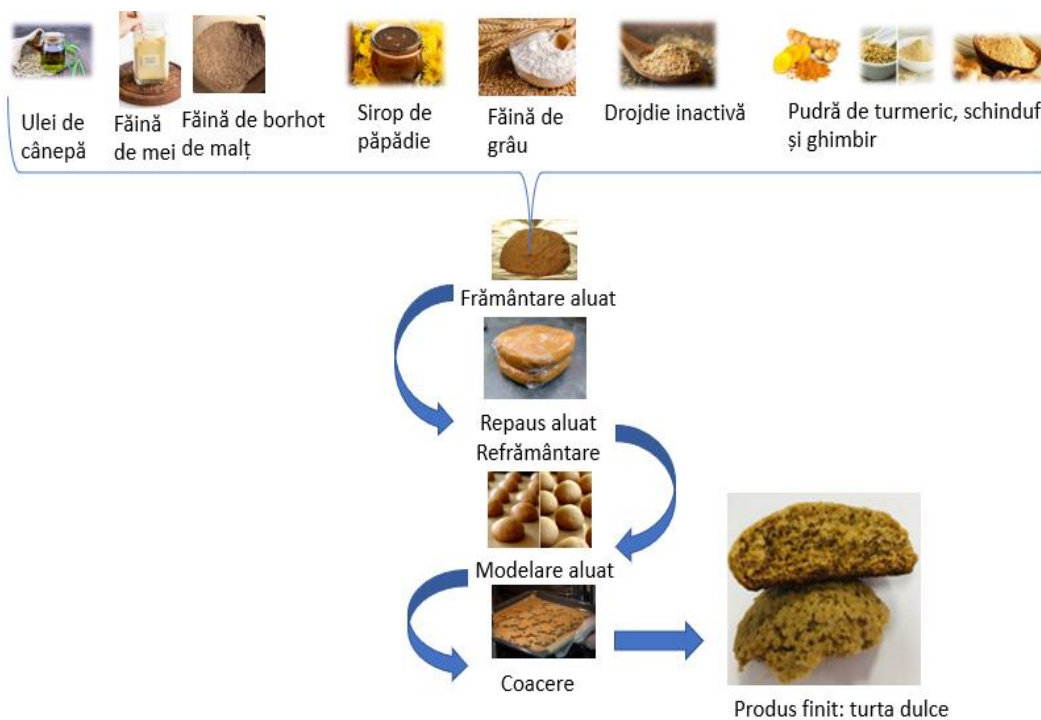 Ulei de
cânepă
Făină
de mei
Făină de borhot
de malț
Sirop de
păpădie
Făină de
grâu
Drojdie inactivă
Pudră de turmeric, schinduf
și ghimbir
Frământare aluat
Repaus aluat
Refrământare
Modelare aluat
Coacere
Produs finit: turta dulce